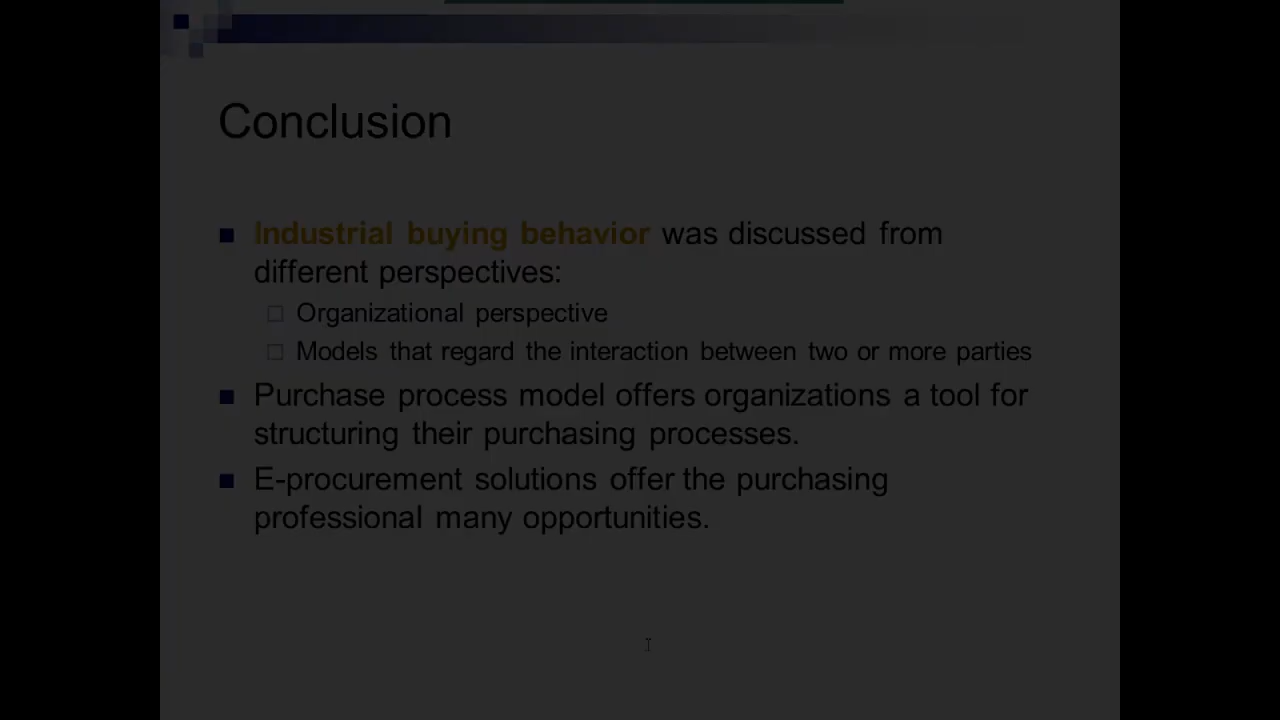 Conclusion
Industrial buying behavior was discussed from
different perspectives:
Organizational perspective
Models that regard the interaction between two or more parties
Purchase process model offers organizations a tool for
structuring their purchasing processes.
E-procurement solutions offer the purchasing
professional many opportunities.